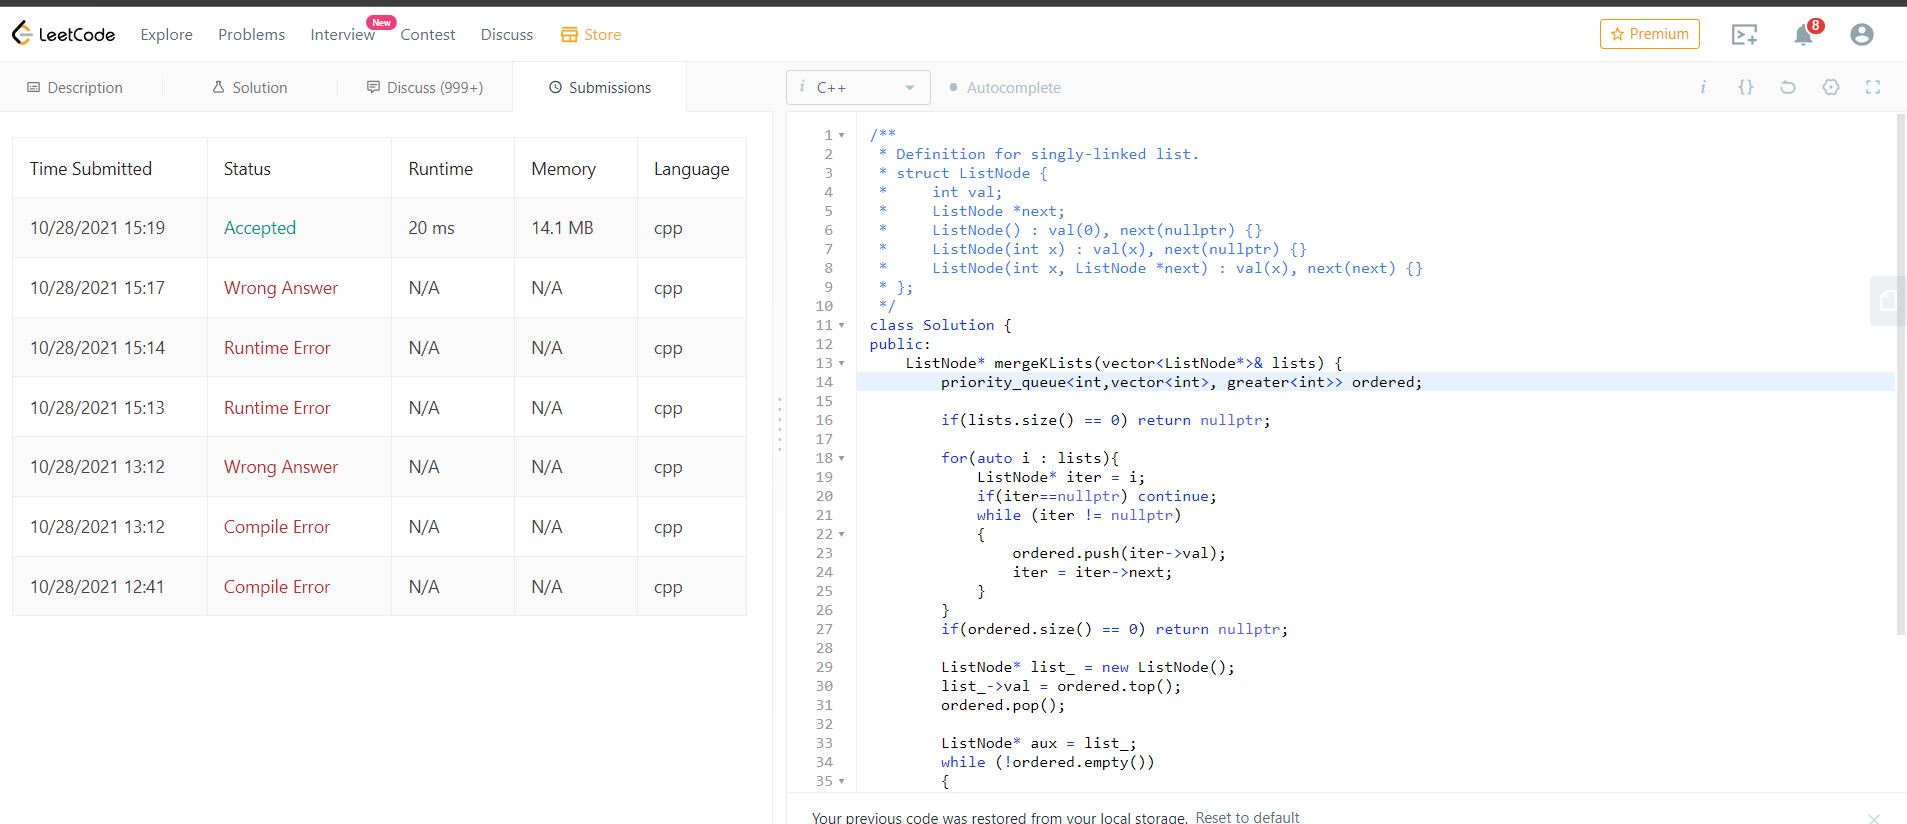 LeetCode Explore Problems Interview New Contest Discuss Store Premium 8
Description Solution Discuss (999+) Submissions
Time Submitted Status Runtime Memory Language
10/28/2021 15:19 Accepted 20 ms 14.1 MB cpp
10/28/2021 15:17 Wrong Answer N/A N/A cpp
10/28/2021 15:14 Runtime Error N/A N/A cpp
10/28/2021 15:13 Runtime Error N/A N/A cpp
10/28/2021 13:12 Wrong Answer N/A N/A cpp
10/28/2021 13:12 Compile Error N/A N/A cpp
10/28/2021 12:41 Compile Error N/A N/A cpp
i C++ Autocomplete i {}
1 /**
2  * Definition for singly-linked list.
3  * struct ListNode {
4  *     int val;
5  *     ListNode *next;
6  *     ListNode() : val(0), next(nullptr) {}
7  *     ListNode(int x) : val(x), next(nullptr) {}
8  *     ListNode(int x, ListNode *next) : val(x), next(next) {}
9  * };
10  */
11 class Solution {
12 public:
13     ListNode* mergeKLists(vector<ListNode*>& lists) {
14         priority_queue<int,vector<int>, greater<int>> ordered;
15
16         if(lists.size() == 0) return nullptr;
17
18         for(auto i : lists){
19             ListNode* iter = i;
20             if(iter==nullptr) continue;
21             while (iter != nullptr)
22             {
23                 ordered.push(iter->val);
24                 iter = iter->next;
25             }
26         }
27         if(ordered.size() == 0) return nullptr;
28
29         ListNode* list_ = new ListNode();
30         list_->val = ordered.top();
31         ordered.pop();
32
33         ListNode* aux = list_;
34         while (!ordered.empty())
35         {
Your previous code was restored from your local storage. Reset to default